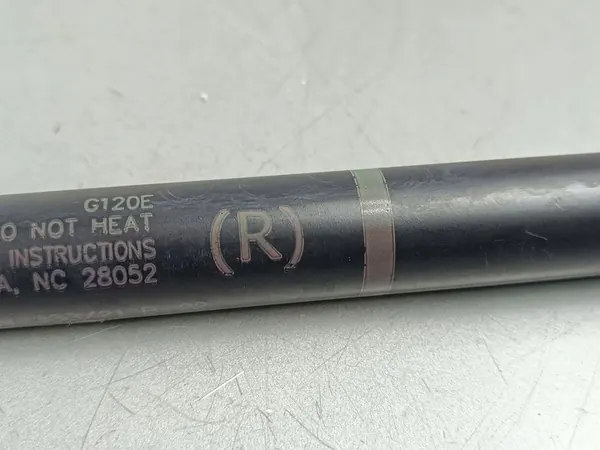 G120E
O NOT HEAT
INSTRUCTIONS
A, NC 28052
(R)